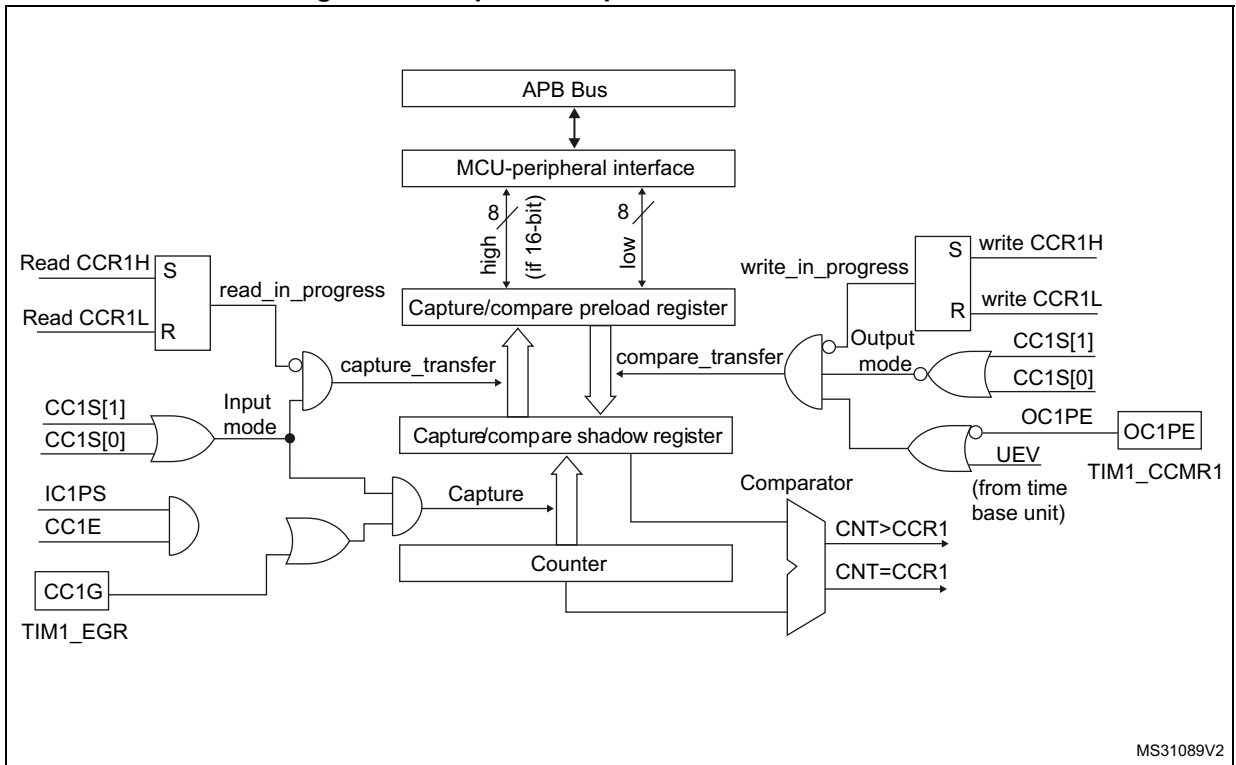 APB Bus
MCU-peripheral interface
8
high
(if 16-bit)
8
low
Read CCR1H
S
read_in_progress
Read CCR1L
R
write_in_progress
S
write CCR1H
R
write CCR1L
Capture/compare preload register
capture_transfer
compare_transfer
Output
mode
CC1S[1]
CC1S[0]
CC1S[1]
CC1S[0]
Input
mode
Capture/compare shadow register
OC1PE
OC1PE
UEV
TIM1_CCMR1
(from time
base unit)
IC1PS
CC1E
Capture
Comparator
CNT>CCR1
Counter
CNT=CCR1
CC1G
TIM1_EGR
MS31089V2